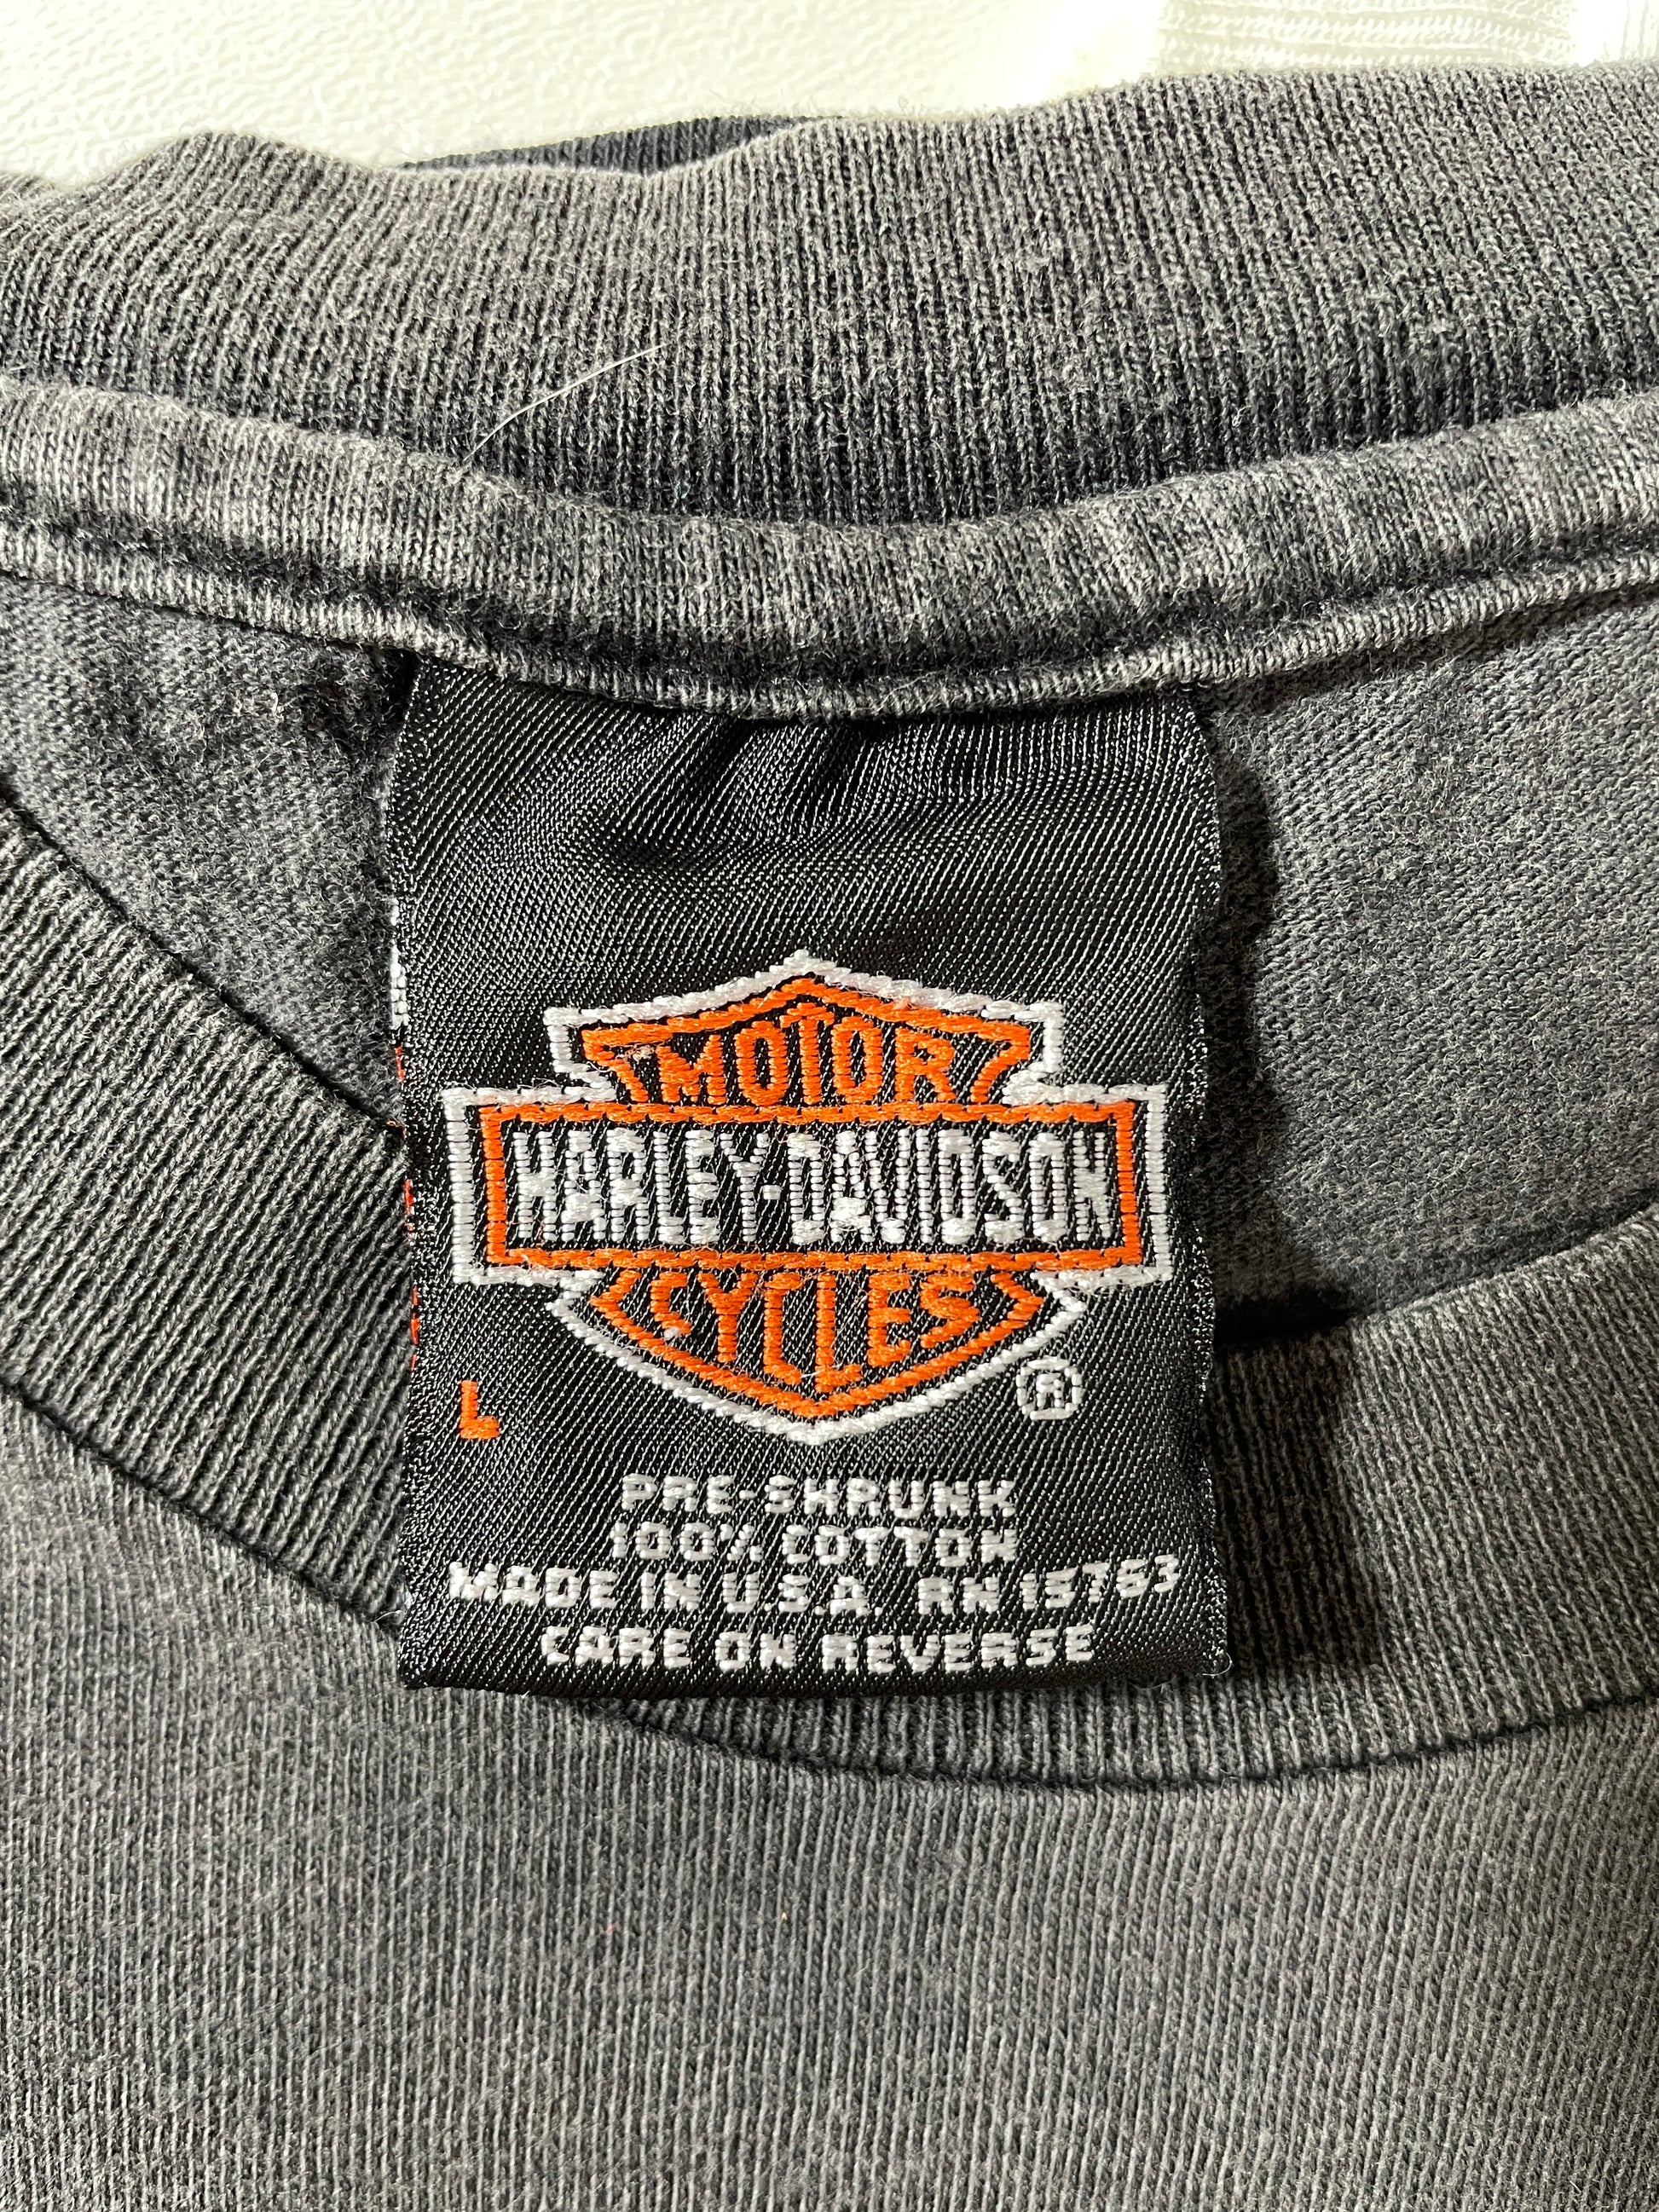 MOTOR
HARLEY-DAVIDSON
CYCLES
®
L
PRE-SHRUNK
100% COTTON
MADE IN U.S.A. RN 15763
CARE ON REVERSE